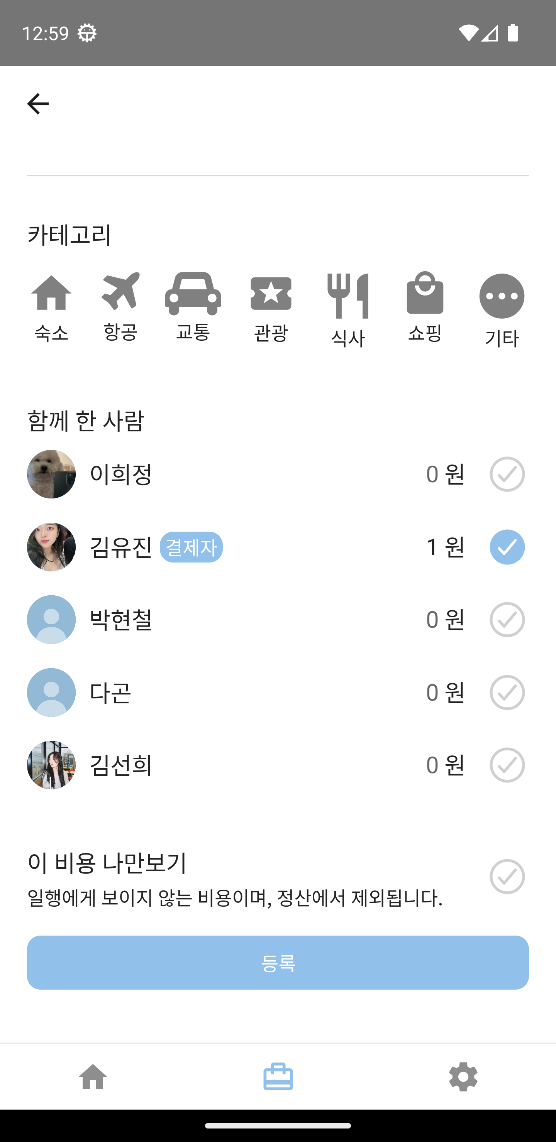 12:59
카테고리
숙소 항공 교통 관광 식사 쇼핑 기타
함께 한 사람
이희정 0 원
김유진 결제자 1 원
박현철 0 원
다곤 0 원
김선희 0 원
이 비용 나만보기
일행에게 보이지 않는 비용이며, 정산에서 제외됩니다.
등록